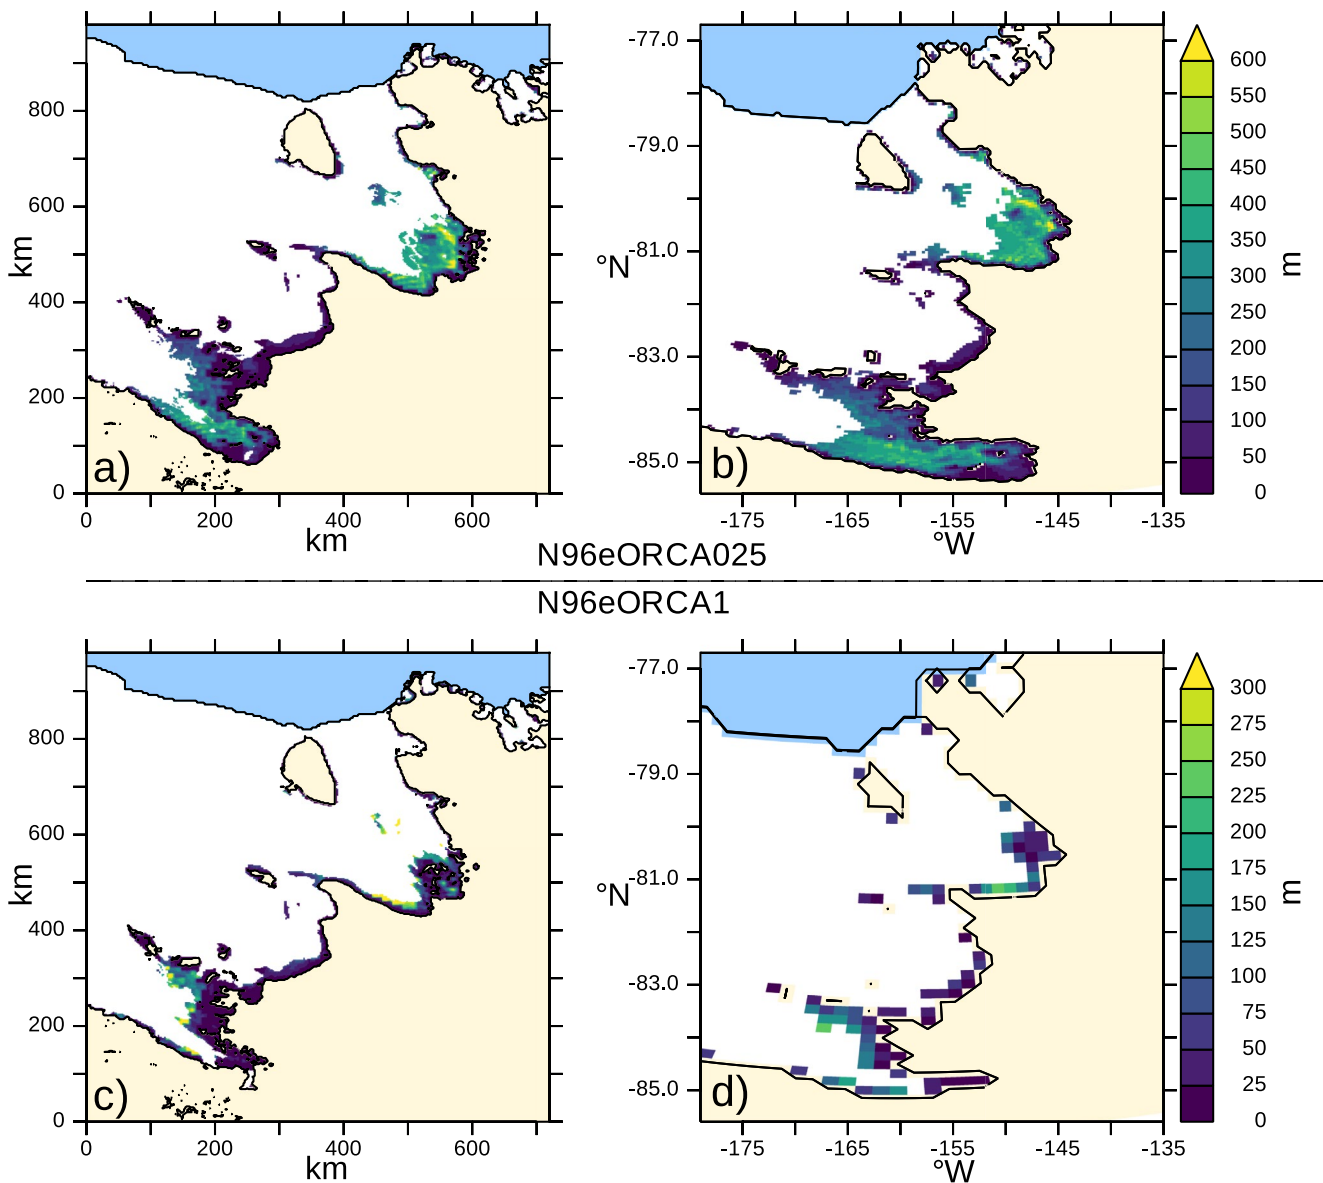 800
600
400
200
0
km
a)
0 200 400 600
km
-77.0
-79.0
-81.0
-83.0
-85.0
°N
b)
-175 -165 -155 -145 -135
°W
600
550
500
450
400
350
300
250
200
150
100
50
0
m
N96eORCA025
N96eORCA1
800
600
400
200
0
km
c)
0 200 400 600
km
-77.0
-79.0
-81.0
-83.0
-85.0
°N
d)
-175 -165 -155 -145 -135
°W
300
275
250
225
200
175
150
125
100
75
50
25
0
m